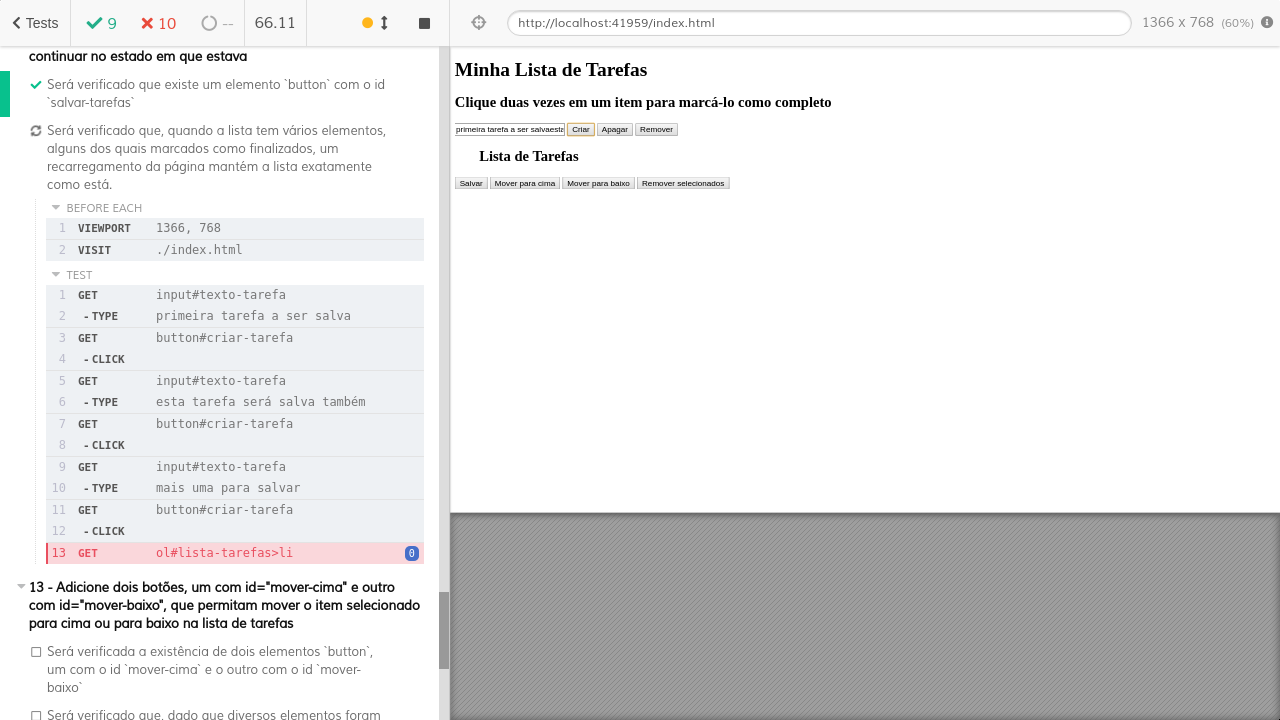 Tests
9
10
--
66.11
http://localhost:41959/index.html
1366 x 768 (60%)
continuar no estado em que estava
Será verificado que existe um elemento `button` com o id
`salvar-tarefas`
Será verificado que, quando a lista tem vários elementos,
alguns dos quais marcados como finalizados, um
recarregamento da página mantém a lista exatamente
como está.
BEFORE EACH
1 VIEWPORT 1366, 768
2 VISIT ./index.html
TEST
1 GET input#texto-tarefa
2 -TYPE primeira tarefa a ser salva
3 GET button#criar-tarefa
4 -CLICK
5 GET input#texto-tarefa
6 -TYPE esta tarefa será salva também
7 GET button#criar-tarefa
8 -CLICK
9 GET input#texto-tarefa
10 -TYPE mais uma para salvar
11 GET button#criar-tarefa
12 -CLICK
13 GET ol#lista-tarefas>li 0
13 - Adicione dois botões, um com id="mover-cima" e outro
com id="mover-baixo", que permitam mover o item selecionado
para cima ou para baixo na lista de tarefas
Será verificada a existência de dois elementos `button`,
um com o id `mover-cima` e o outro com o id `mover-
baixo`
Será verificado que, dado que diversos elementos foram
Minha Lista de Tarefas
Clique duas vezes em um item para marcá-lo como completo
primeira tarefa a ser salvaesta Criar Apagar Remover
Lista de Tarefas
Salvar Mover para cima Mover para baixo Remover selecionados